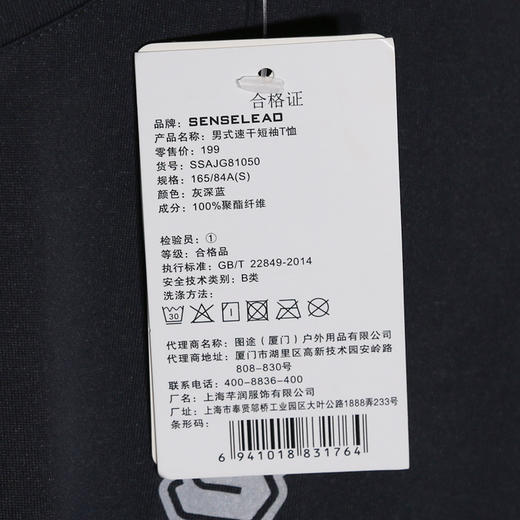 合格证
品牌: SENSELEAD
产品名称: 男式速干短袖T恤
零售价: 199
货号: SSAJG81050
规格: 165/84A(S)
颜色: 灰深蓝
成分: 100%聚酯纤维
检验员: ①
等级: 合格品
执行标准: GB/T 22849-2014
安全技术类别: B类
洗涤方法:
30
代理商名称: 图途（厦门）户外用品有限公司
代理商地址: 厦门市湖里区高新技术园安岭路
808-830号
联系电话: 400-8836-400
厂名: 上海芊润服饰有限公司
厂址: 上海市奉贤邬桥工业园区大叶公路1888弄233号
条形码:
6 941018 831764